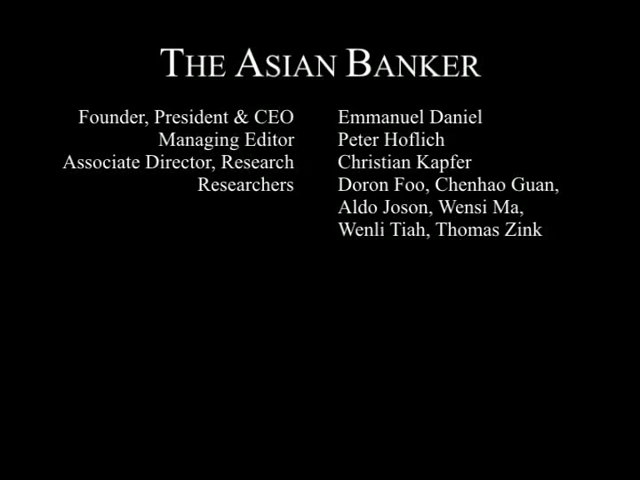 THE ASIAN BANKER
Founder, President & CEO Emmanuel Daniel
Managing Editor Peter Hoflich
Associate Director, Research Christian Kapfer
Researchers Doron Foo, Chenhao Guan,
Aldo Joson, Wensi Ma,
Wenli Tiah, Thomas Zink